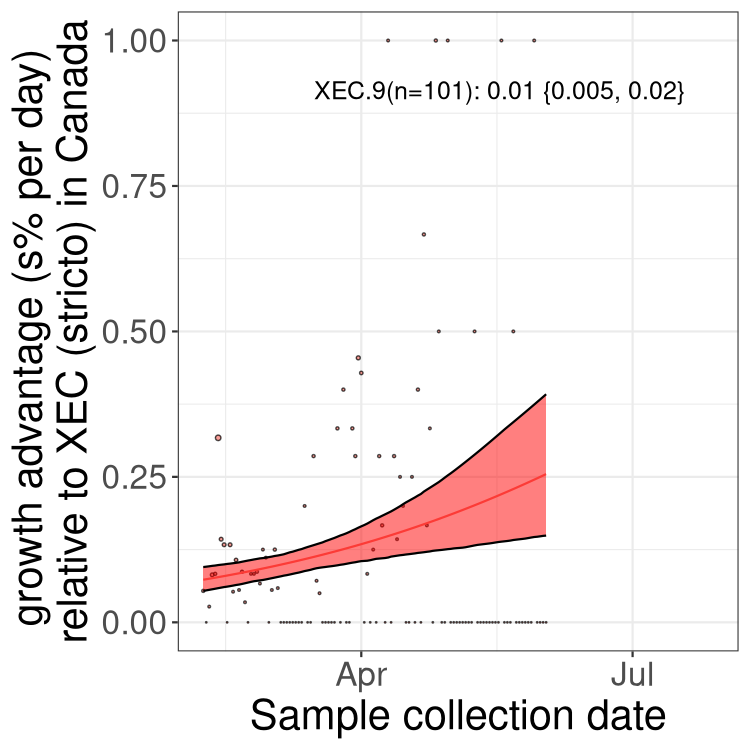 growth advantage (s% per day)
relative to XEC (stricto) in Canada
1.00
0.75
0.50
0.25
0.00
XEC.9(n=101): 0.01 {0.005, 0.02}
Apr
Jul
Sample collection date